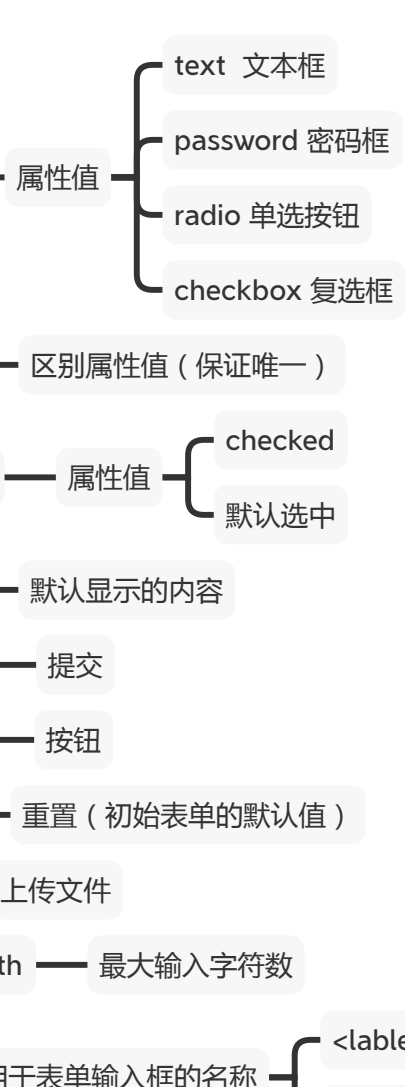 text 文本框
password 密码框
属性值
radio 单选按钮
checkbox 复选框
区别属性值（保证唯一）
checked
属性值
默认选中
默认显示的内容
提交
按钮
重置（初始表单的默认值）
上传文件
th
最大输入字符数
<lable
用于表单输入框的名称